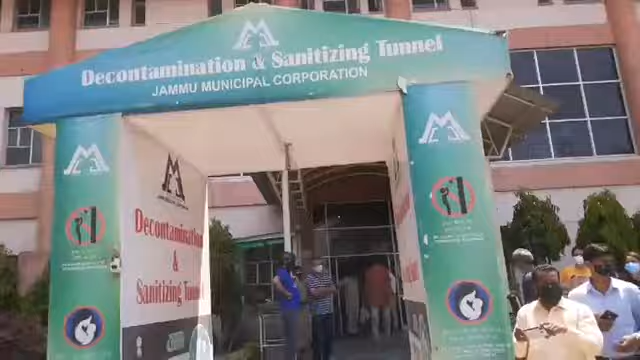 Decontamination & Sanitizing Tunnel
JAMMU MUNICIPAL CORPORATION
Decontamination
&
Sanitizing Tunnel